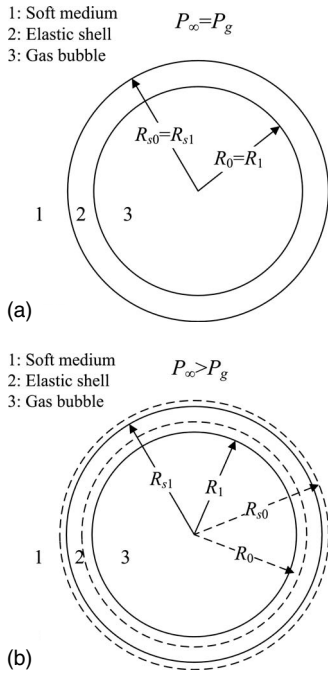 1: Soft medium
2: Elastic shell
3: Gas bubble
P∞=Pg
Rs0=Rs1
R0=R1
1 2 3
(a)
1: Soft medium
2: Elastic shell
3: Gas bubble
P∞>Pg
Rs1
R1
Rs0
R0
1 2 3
(b)